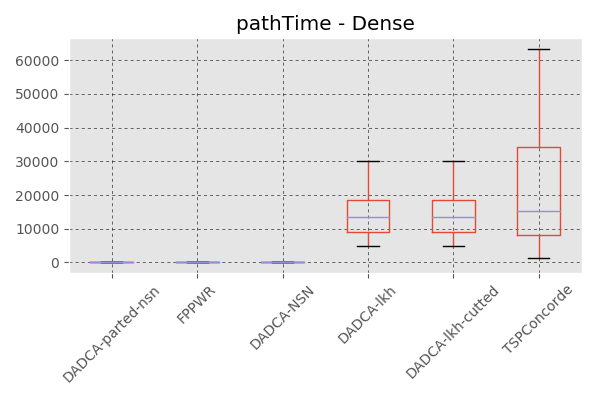 pathTime - Dense
60000
50000
40000
30000
20000
10000
0
DADCA-parted-nsn
FPPWR
DADCA-NSN
DADCA-lkh
DADCA-lkh-cutted
TSPConcorde